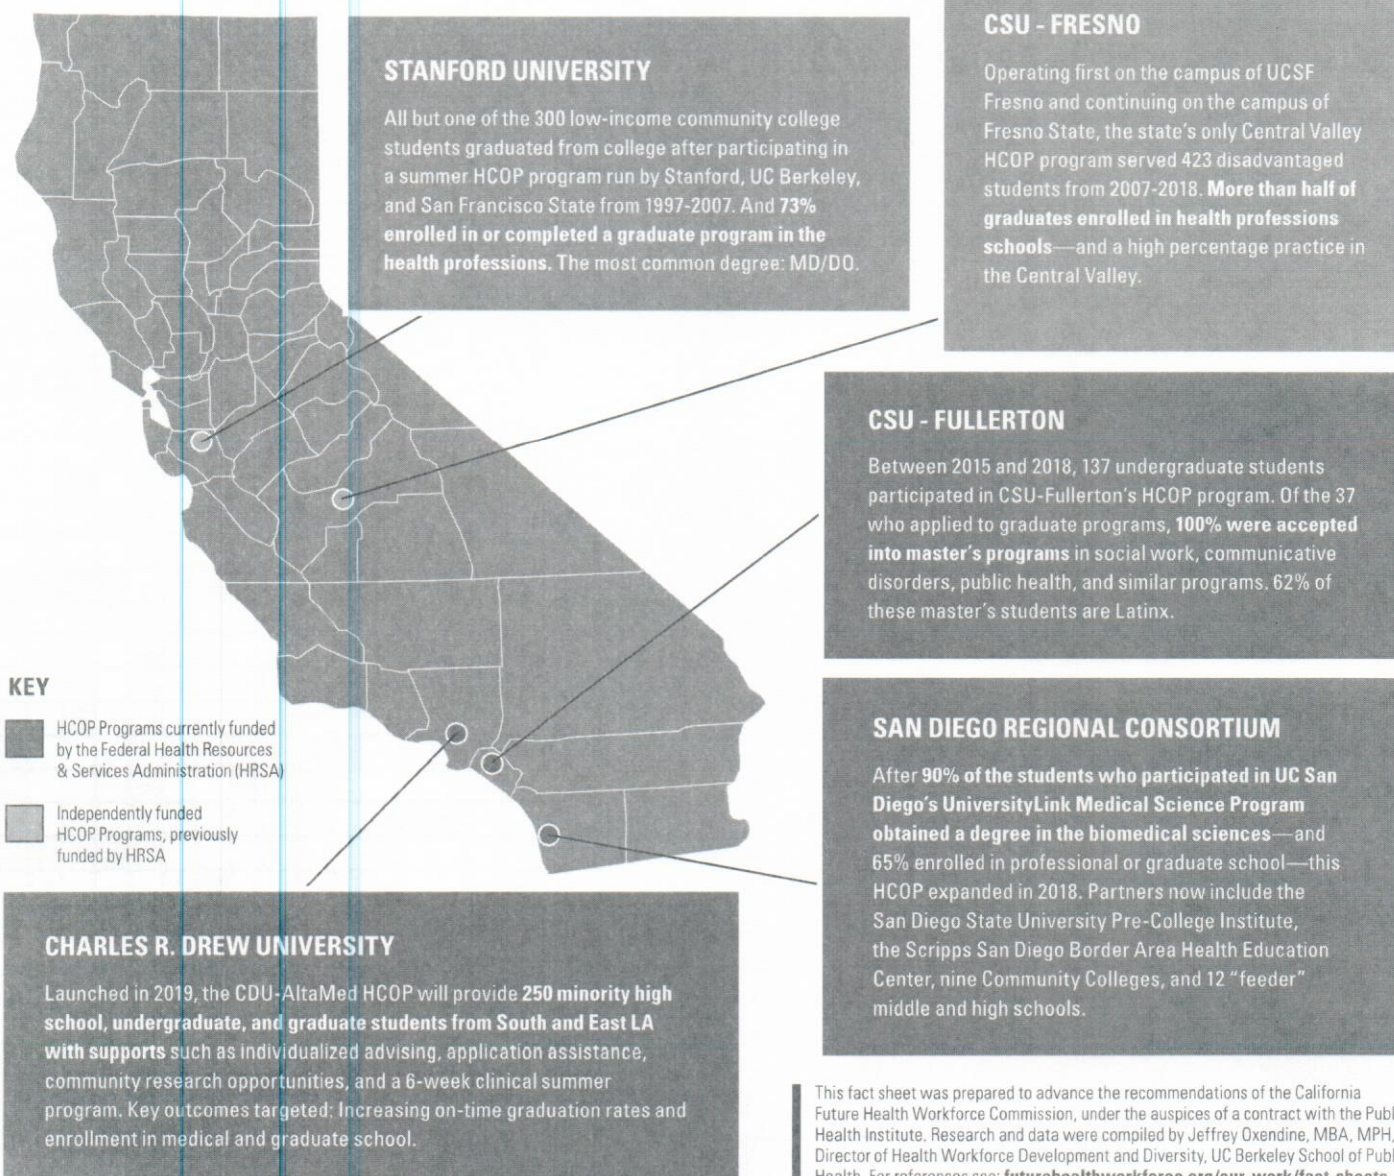 STANFORD UNIVERSITY
All but one of the 300 low-income community college
students graduated from college after participating in
a summer HCOP program run by Stanford, UC Berkeley,
and San Francisco State from 1997-2007. And 73%
enrolled in or completed a graduate program in the
health professions. The most common degree: MD/DO.
CSU - FRESNO
Operating first on the campus of UCSF
Fresno and continuing on the campus of
Fresno State, the state's only Central Valley
HCOP program served 423 disadvantaged
students from 2007-2018. More than half of
graduates enrolled in health professions
schools—and a high percentage practice in
the Central Valley.
CSU - FULLERTON
Between 2015 and 2018, 137 undergraduate students
participated in CSU-Fullerton's HCOP program. Of the 37
who applied to graduate programs, 100% were accepted
into master's programs in social work, communicative
disorders, public health, and similar programs. 62% of
these master's students are Latinx.
KEY
HCOP Programs currently funded
by the Federal Health Resources
& Services Administration (HRSA)
Independently funded
HCOP Programs, previously
funded by HRSA
SAN DIEGO REGIONAL CONSORTIUM
After 90% of the students who participated in UC San
Diego's UniversityLink Medical Science Program
obtained a degree in the biomedical sciences—and
65% enrolled in professional or graduate school—this
HCOP expanded in 2018. Partners now include the
San Diego State University Pre-College Institute,
the Scripps San Diego Border Area Health Education
Center, nine Community Colleges, and 12 "feeder"
middle and high schools.
CHARLES R. DREW UNIVERSITY
Launched in 2019, the CDU-AltaMed HCOP will provide 250 minority high
school, undergraduate, and graduate students from South and East LA
with supports such as individualized advising, application assistance,
community research opportunities, and a 6-week clinical summer
program. Key outcomes targeted: Increasing on-time graduation rates and
enrollment in medical and graduate school.
This fact sheet was prepared to advance the recommendations of the California
Future Health Workforce Commission, under the auspices of a contract with the Publ
Health Institute. Research and data were compiled by Jeffrey Oxendine, MBA, MPH,
Director of Health Workforce Development and Diversity, UC Berkeley School of Publ
Health. For references see: futurehealthworkforce.org/our-work/fact-sheets